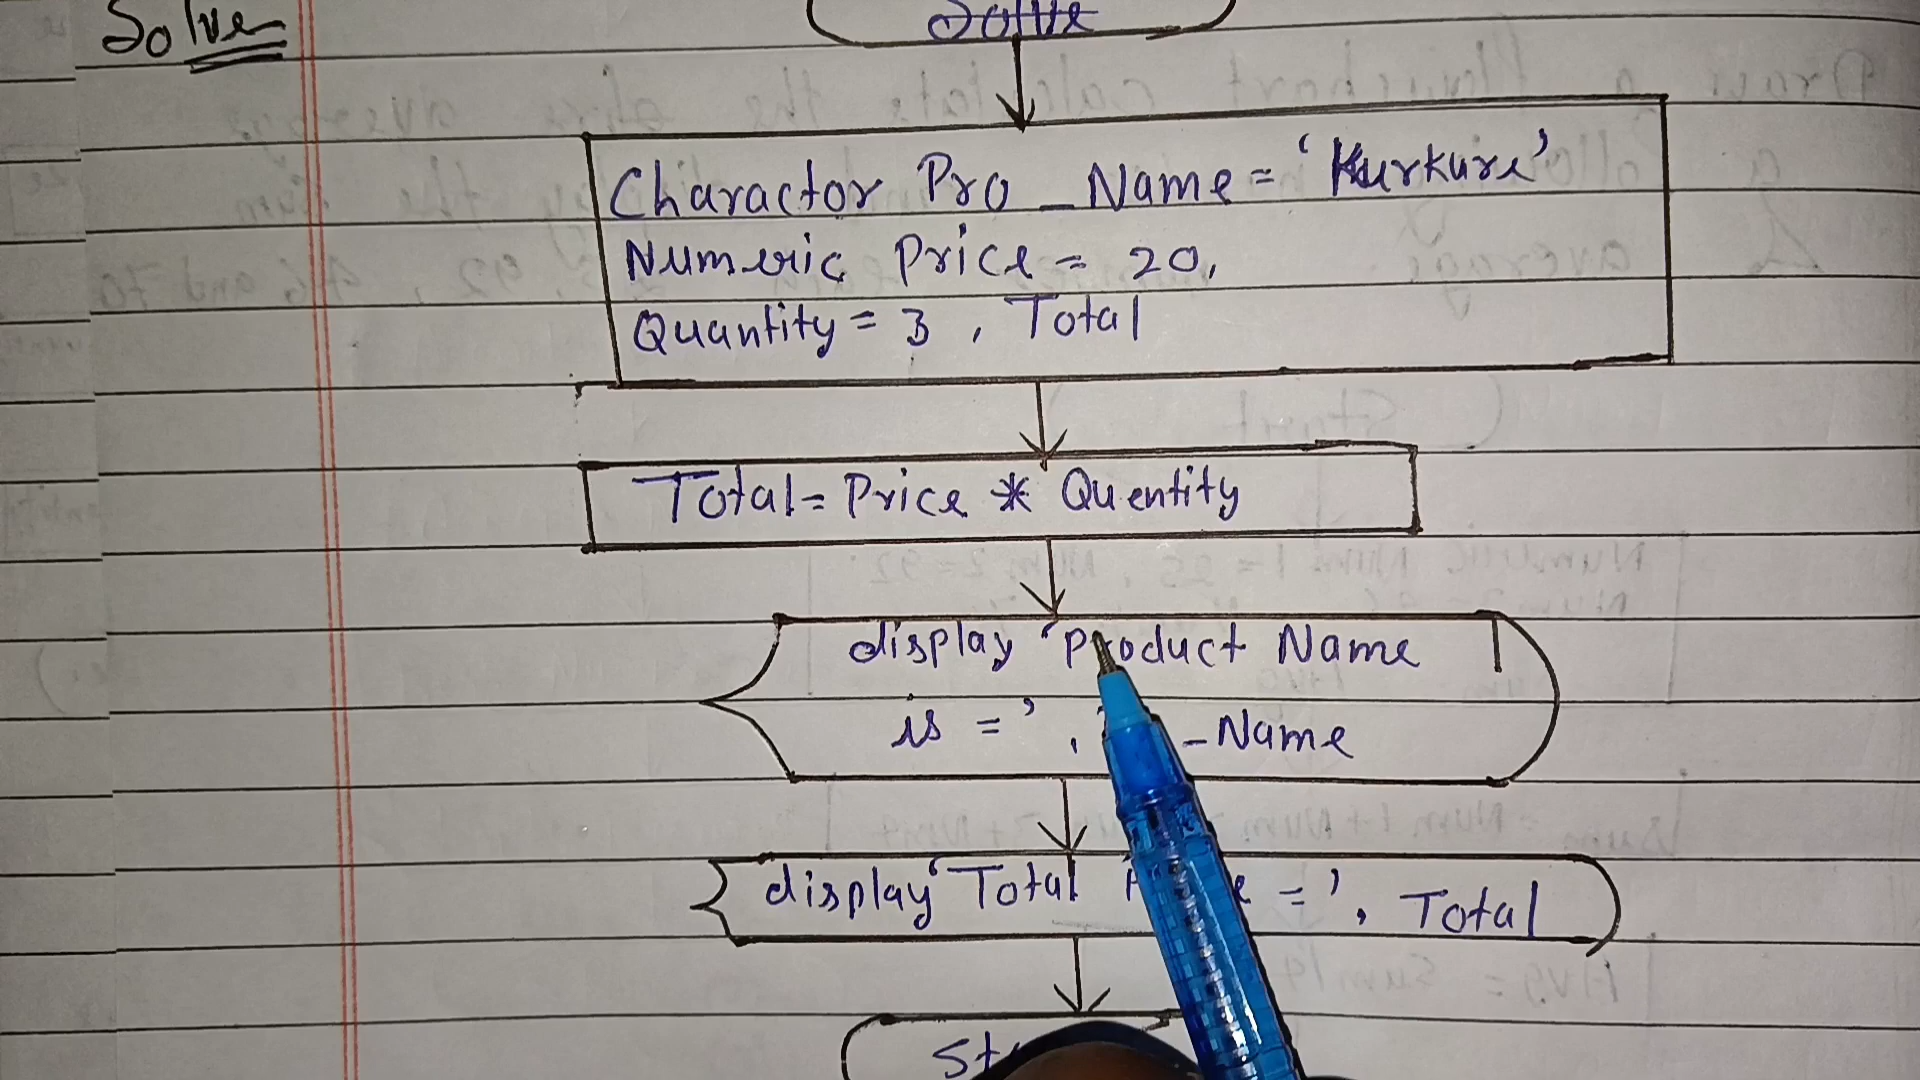 Solve
Solve
Charactor Pro_Name = 'Kurkure'
Numeric Price = 20,
Quantity = 3 , Total
Total = Price * Quentity
display 'Product Name
is =' , _Name
display 'Total =' , Total